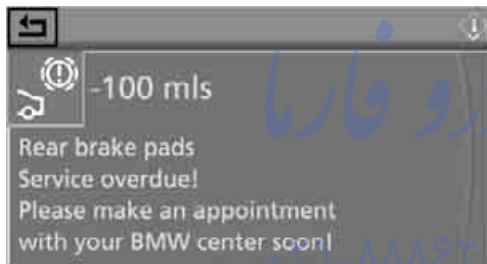 -100 mls
Rear brake pads
Service overdue!
Please make an appointment
with your BMW center soon!